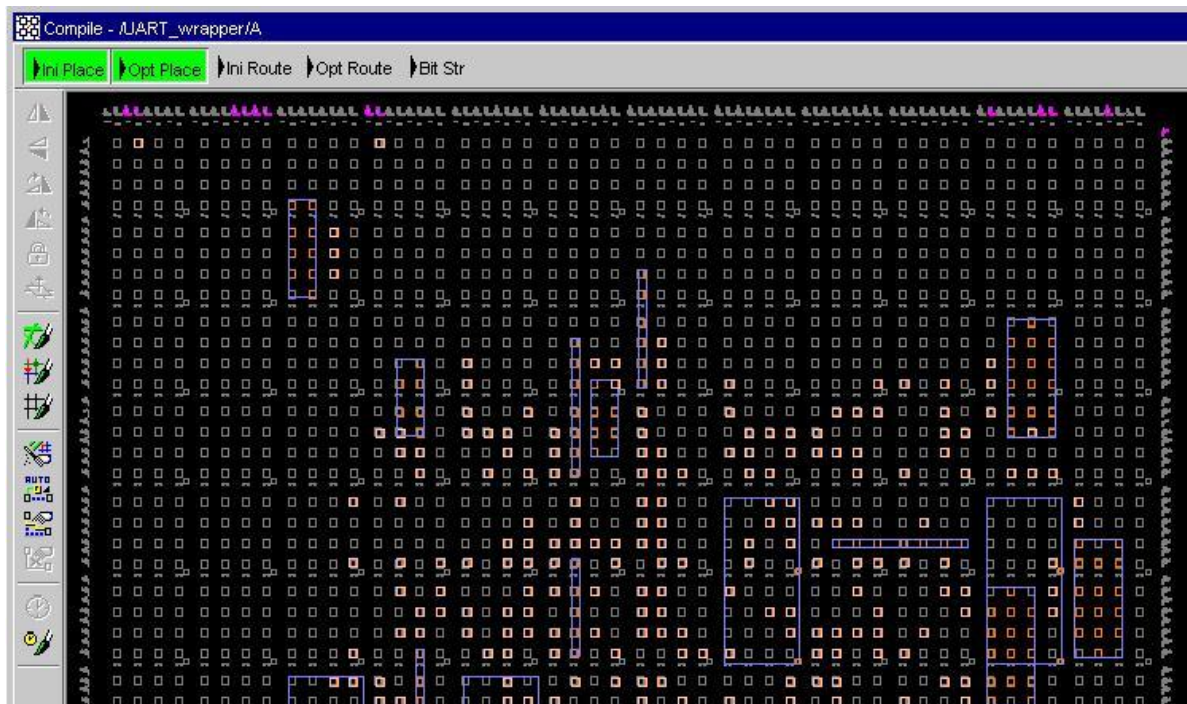 Compile - /UART_wrapper/A
Ini Place Opt Place Ini Route Opt Route Bit Str
AUTO